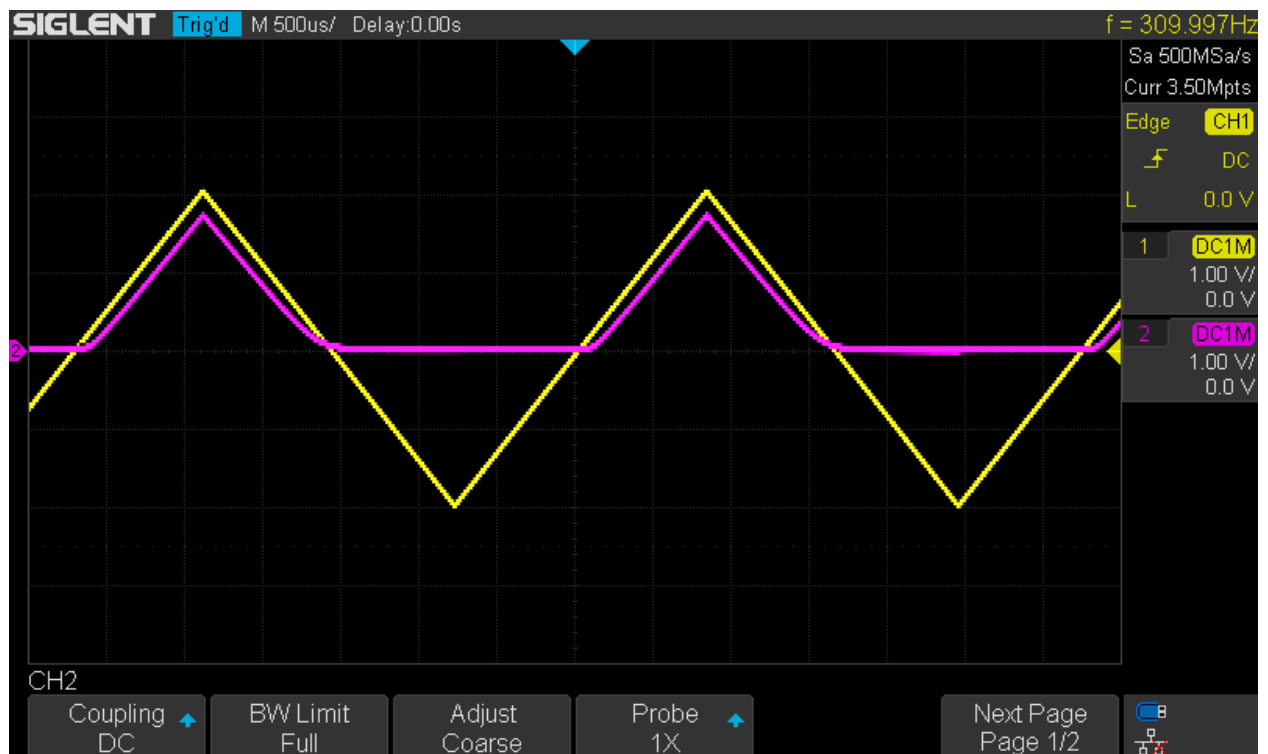 SIGLENT Trig'd M 500us/ Delay:0.00s f = 309.997Hz
Sa 500MSa/s
Curr 3.50Mpts
Edge CH1
DC
L 0.0 V
1 DC1M
1.00 V/
0.0 V
2 DC1M
1.00 V/
0.0 V
2
CH2
Coupling BW Limit Adjust Probe Next Page
DC Full Coarse 1X Page 1/2